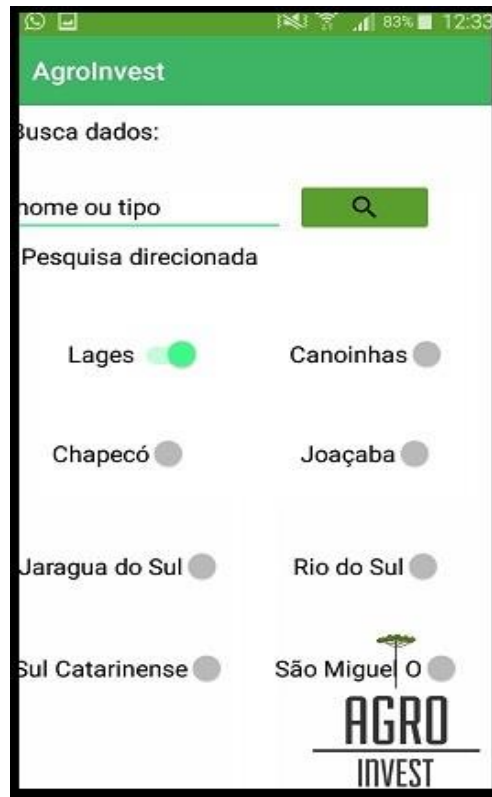 83% 12:33
AgroInvest
Busca dados:
nome ou tipo
Pesquisa direcionada
Lages Canoinhas
Chapecó Joaçaba
Jaragua do Sul Rio do Sul
Sul Catarinense São Miguel O
AGRO
INVEST